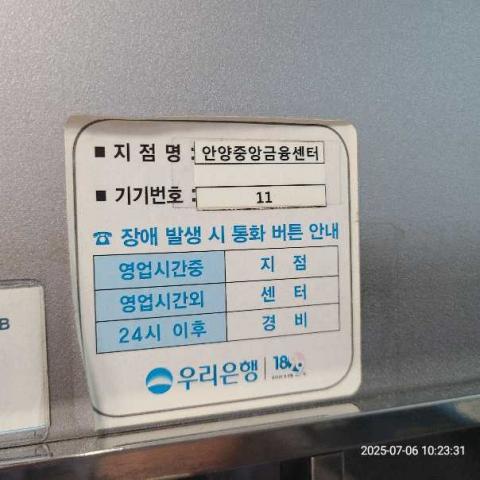 ■ 지 점 명 : 안양중앙금융센터
■ 기기번호 : 11
☎ 장애 발생 시 통화 버튼 안내
영업시간중 지 점
영업시간외 센 터
24시 이후 경 비
우리은행
B
2025-07-06 10:23:31